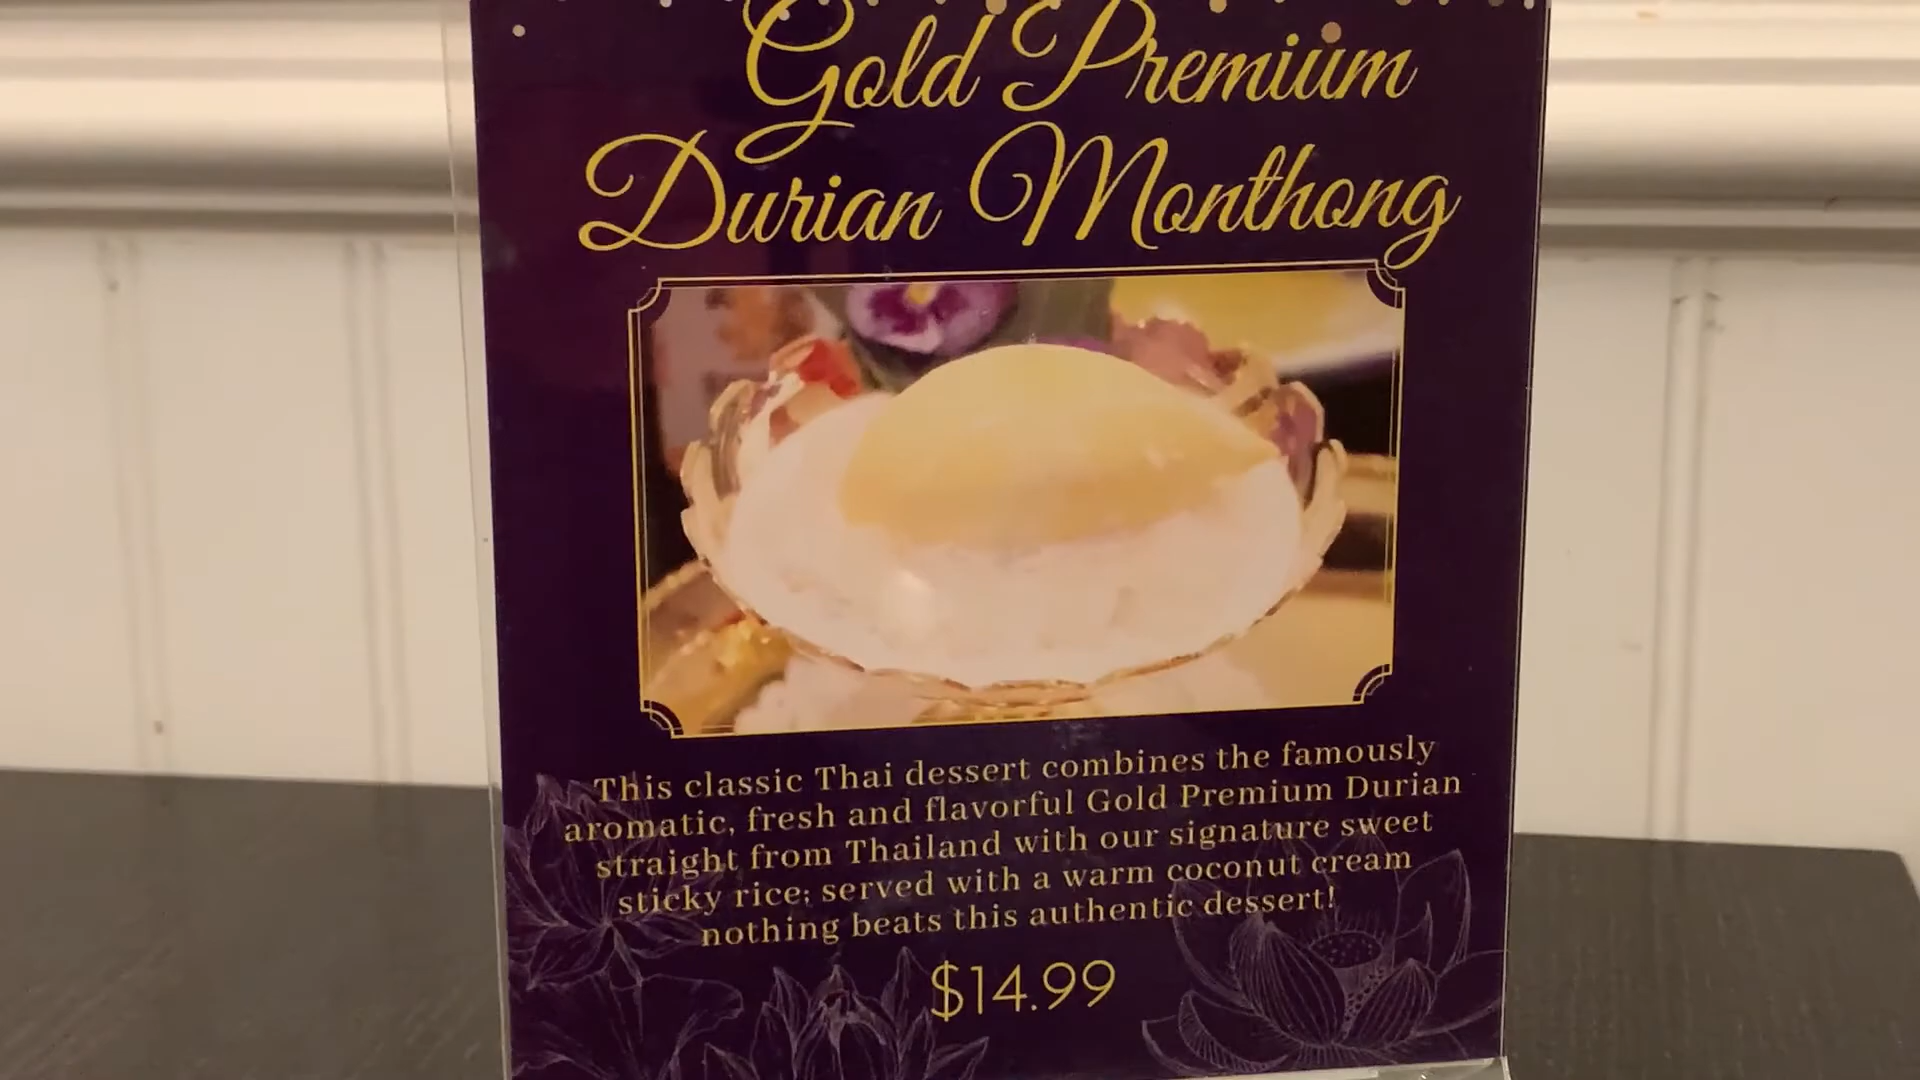 Gold Premium
Durian Monthong
This classic Thai dessert combines the famously
aromatic, fresh and flavorful Gold Premium Durian
straight from Thailand with our signature sweet
sticky rice; served with a warm coconut cream
nothing beats this authentic dessert!
$14.99